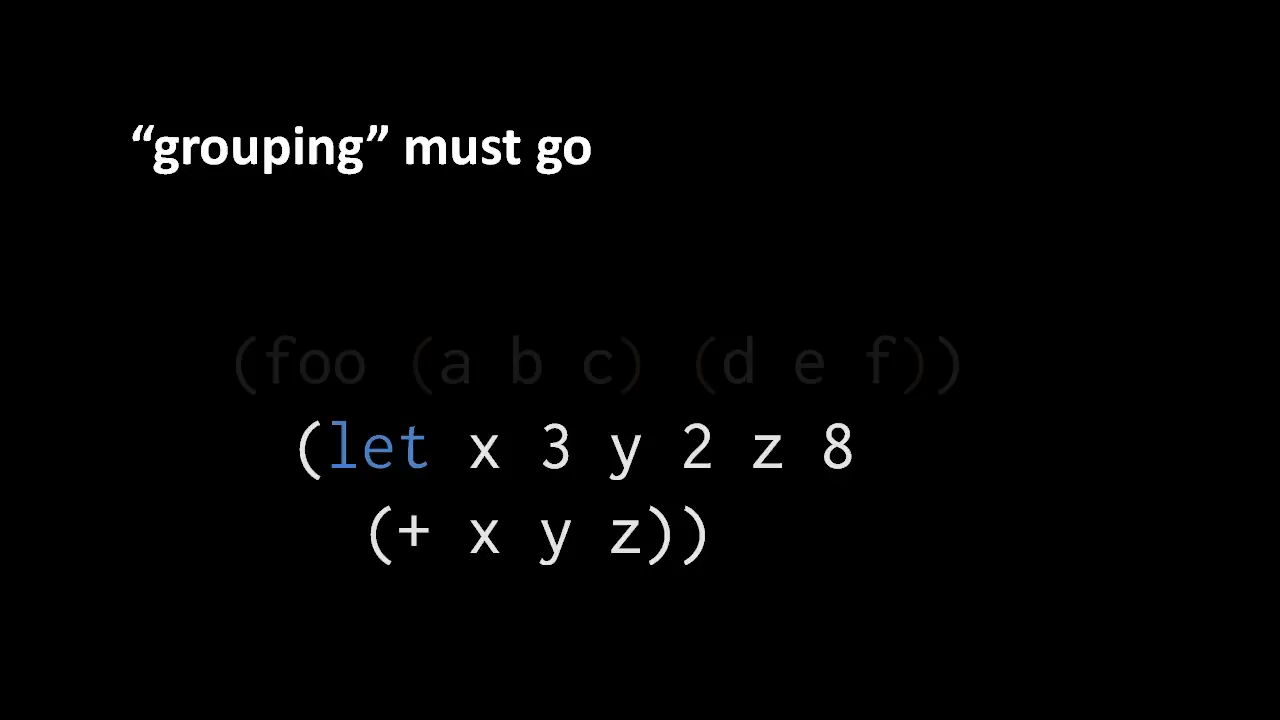 “grouping” must go
(foo (a b c) (d e f))
(let x 3 y 2 z 8
(+ x y z))